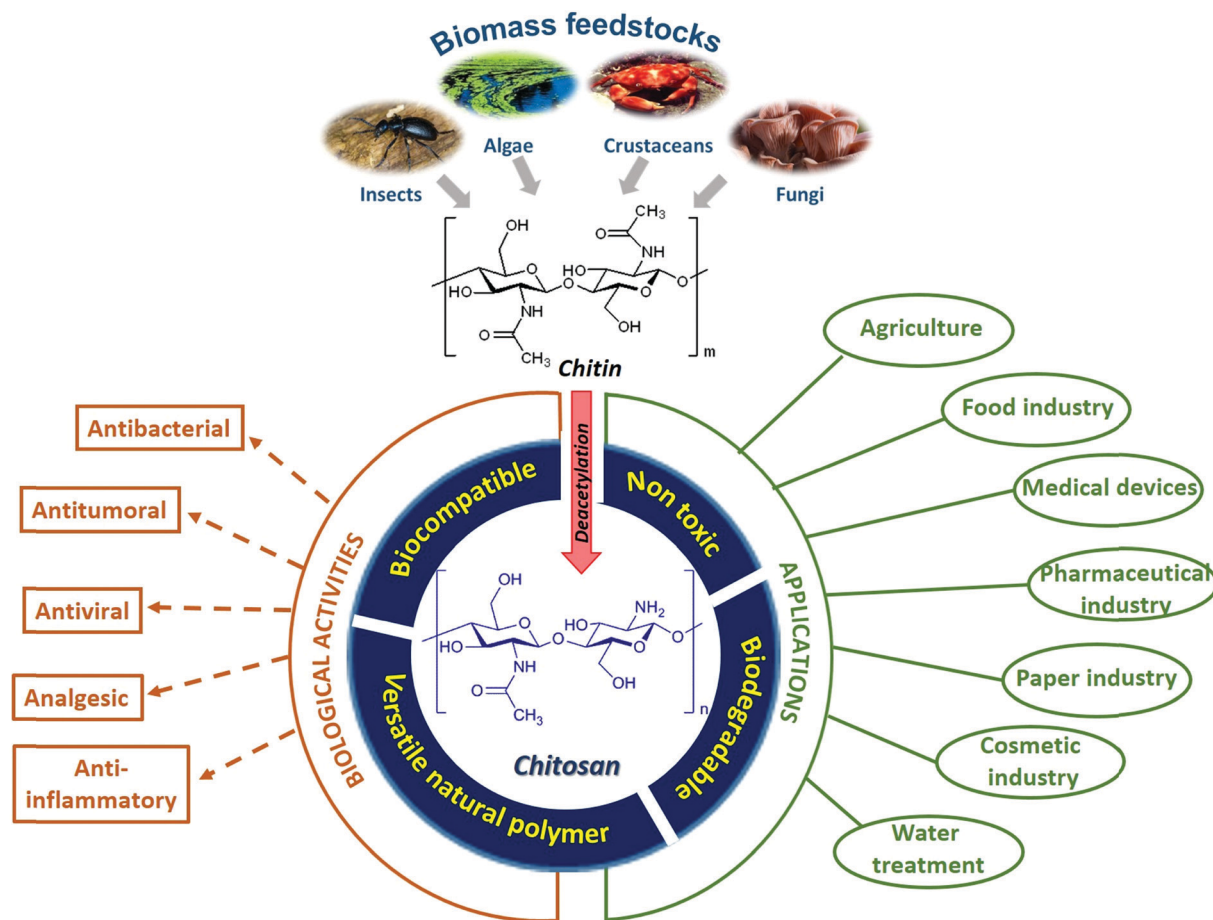 Biomass feedstocks
Algae
Crustaceans
Insects
Fungi
OH
O
CH₃
NH
O
HO
O
O
O
HO
NH
HO
O
O
OH
O
CH₃
m
Chitin
Deacetylation
Biocompatible
Non toxic
Biodegradable
Versatile natural polymer
OH
O
HO
NH
O
CH₃
O
HO
NH₂
O
O
OH
n
Chitosan
BIOLOGICAL ACTIVITIES
Antibacterial
Antitumoral
Antiviral
Analgesic
Anti-
inflammatory
APPLICATIONS
Agriculture
Food industry
Medical devices
Pharmaceutical
industry
Paper industry
Cosmetic
industry
Water
treatment